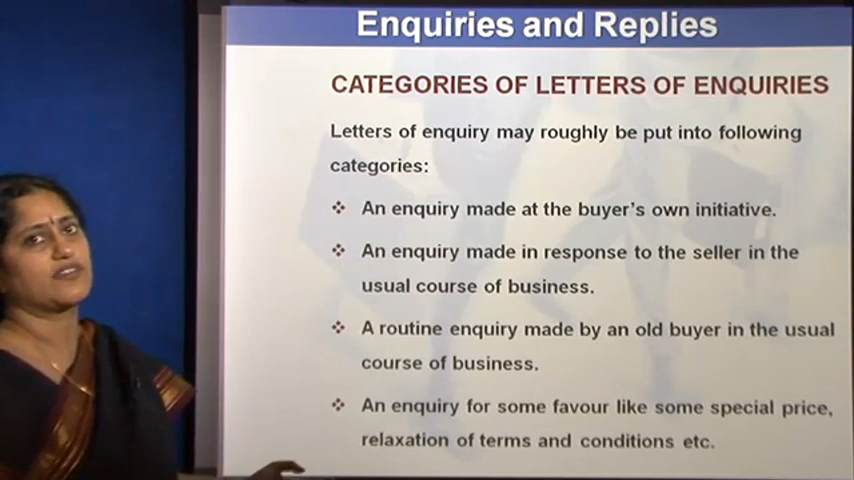 Enquiries and Replies
CATEGORIES OF LETTERS OF ENQUIRIES
Letters of enquiry may roughly be put into following
categories:
An enquiry made at the buyer's own initiative.
An enquiry made in response to the seller in the
usual course of business.
A routine enquiry made by an old buyer in the usual
course of business.
An enquiry for some favour like some special price,
relaxation of terms and conditions etc.